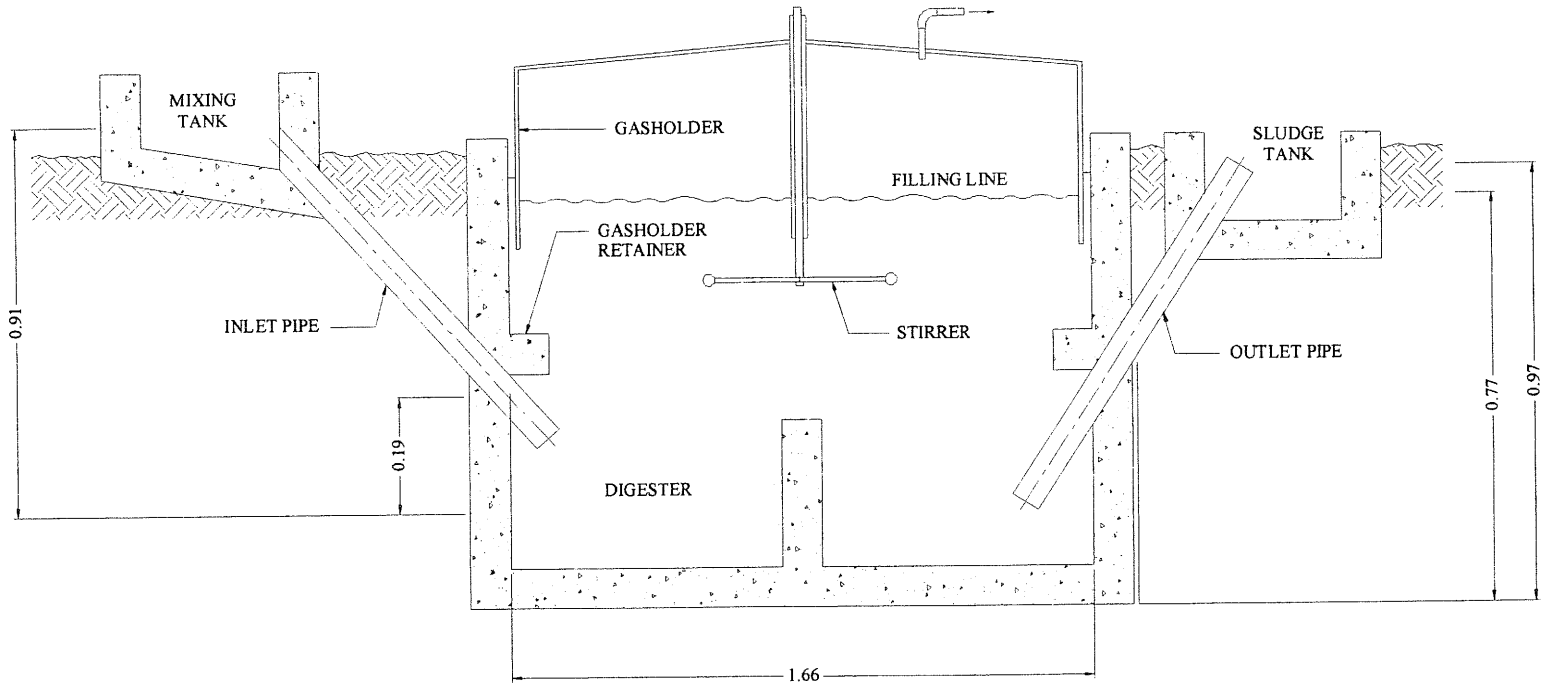 MIXING
TANK
GASHOLDER
SLUDGE
TANK
FILLING LINE
GASHOLDER
RETAINER
INLET PIPE
STIRRER
OUTLET PIPE
0.91
0.19
0.77
0.97
DIGESTER
1.66